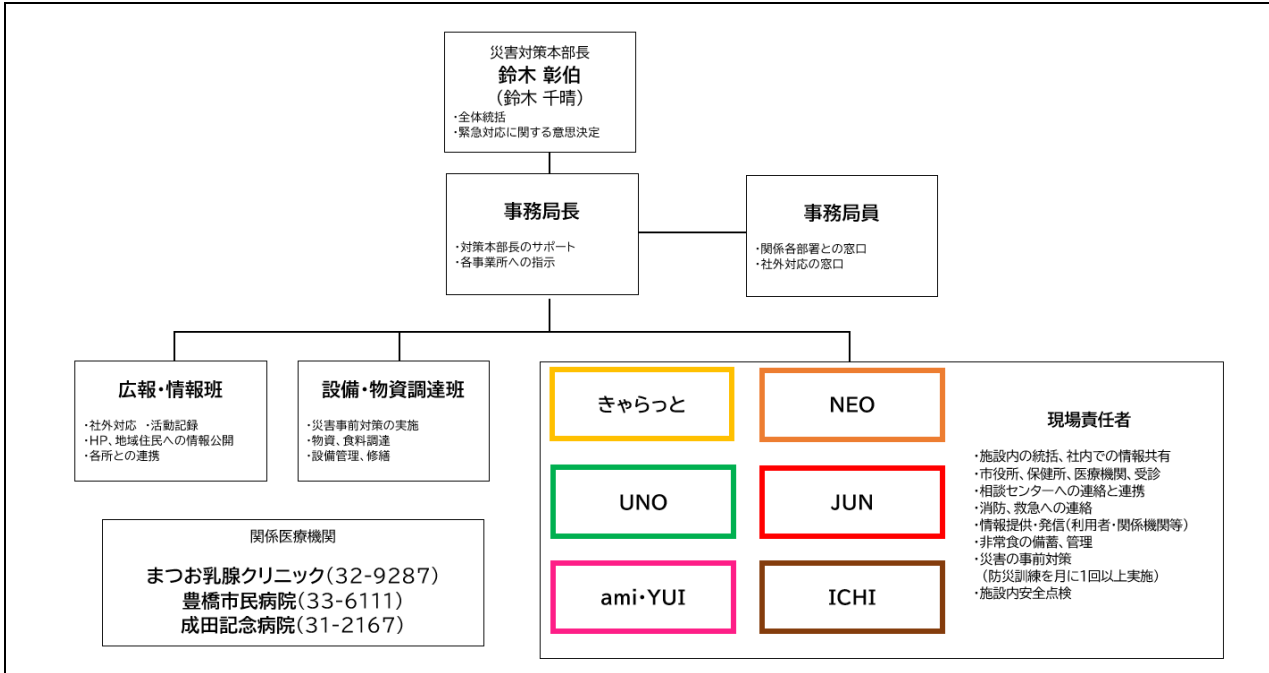 災害対策本部長
鈴木 彰伯
(鈴木 千晴)
・全体統括
・緊急対応に関する意思決定
事務局長
・対策本部長のサポート
・各事業所への指示
事務局員
・関係各部署との窓口
・社外対応の窓口
広報・情報班
・社外対応 ・活動記録
・HP、地域住民への情報公開
・各所との連携
設備・物資調達班
・災害事前対策の実施
・物資、食料調達
・設備管理、修繕
きゃらっと
NEO
UNO
JUN
ami・YUI
ICHI
現場責任者
・施設内の統括、社内での情報共有
・市役所、保健所、医療機関、受診
・相談センターへの連絡と連携
・消防、救急への連絡
・情報提供・発信(利用者・関係機関等)
・非常食の備蓄、管理
・災害の事前対策
(防災訓練を月に1回以上実施)
・施設内安全点検
関係医療機関
まつお乳腺クリニック(32-9287)
豊橋市民病院(33-6111)
成田記念病院(31-2167)